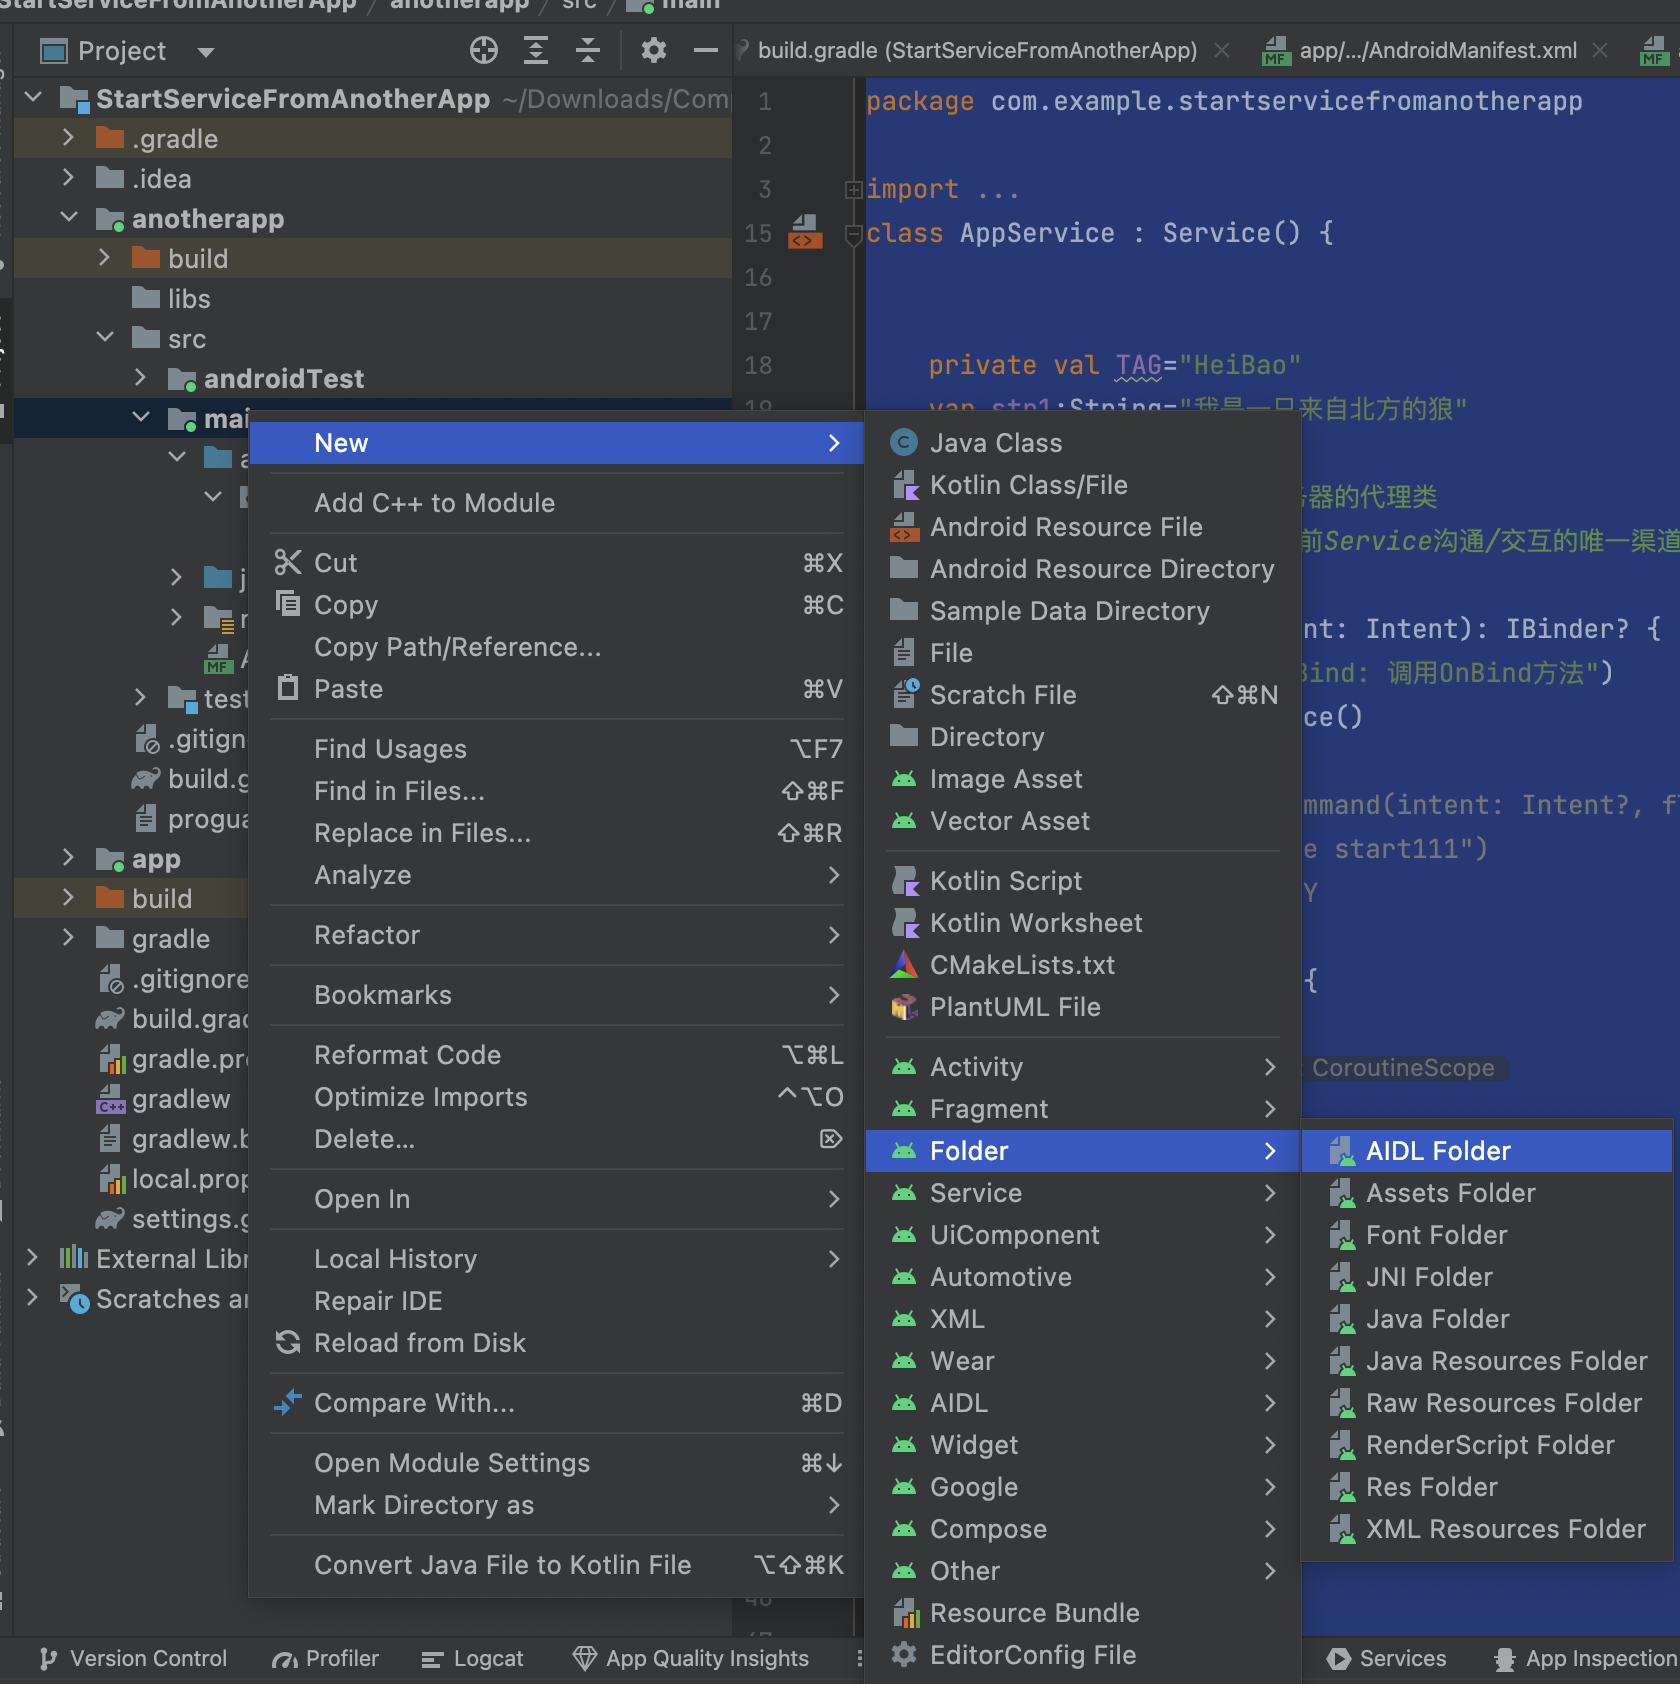 StartServiceFromAnotherApp / anotherapp / src / main
Project
build.gradle (StartServiceFromAnotherApp)
app/.../AndroidManifest.xml
MF
MF
StartServiceFromAnotherApp ~/Downloads/Com
.gradle
.idea
anotherapp
build
libs
src
androidTest
mai
test
.gitign
build.g
progua
app
build
gradle
.gitignore
build.grad
gradle.pro
gradlew
gradlew.b
local.prop
settings.g
External Libr
Scratches an
1 package com.example.startservicefromanotherapp
2
3 import ...
15 class AppService : Service() {
16
17
18 private val TAG="HeiBao"
19 var str1:String="我是一只来自北方的狼"
务器的代理类
前Service沟通/交互的唯一渠道
nt: Intent): IBinder? {
Bind: 调用OnBind方法")
ce()
mmand(intent: Intent?, f
e start111")
Y
{
CoroutineScope
New
Add C++ to Module
Cut ⌘X
Copy ⌘C
Copy Path/Reference...
Paste ⌘V
Find Usages ⌥F7
Find in Files... ⇧⌘F
Replace in Files... ⇧⌘R
Analyze
Refactor
Bookmarks
Reformat Code ⌥⌘L
Optimize Imports ^⌥O
Delete... ⌦
Open In
Local History
Repair IDE
Reload from Disk
Compare With... ⌘D
Open Module Settings ⌘↓
Mark Directory as
Convert Java File to Kotlin File ⌥⇧⌘K
Java Class
Kotlin Class/File
Android Resource File
Android Resource Directory
Sample Data Directory
File
Scratch File ⇧⌘N
Directory
Image Asset
Vector Asset
Kotlin Script
Kotlin Worksheet
CMakeLists.txt
PlantUML File
Activity
Fragment
Folder
Service
UiComponent
Automotive
XML
Wear
AIDL
Widget
Google
Compose
Other
Resource Bundle
EditorConfig File
AIDL Folder
Assets Folder
Font Folder
JNI Folder
Java Folder
Java Resources Folder
Raw Resources Folder
RenderScript Folder
Res Folder
XML Resources Folder
Version Control
Profiler
Logcat
App Quality Insights
Services
App Inspection